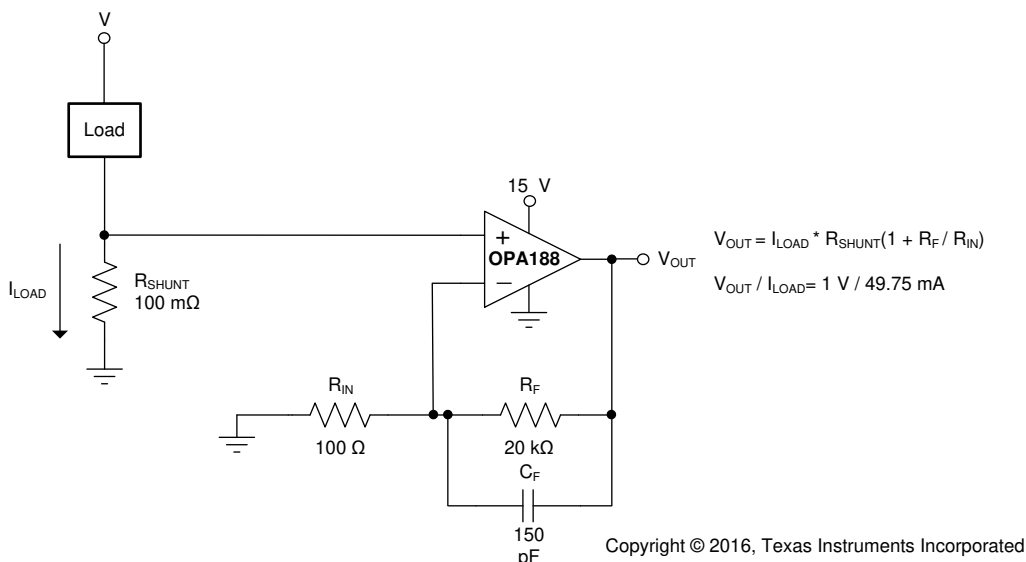 V
Load
15 V
+
OPA188
−
V_OUT
V_OUT = I_LOAD * R_SHUNT(1 + R_F / R_IN)
V_OUT / I_LOAD= 1 V / 49.75 mA
I_LOAD
R_SHUNT
100 mΩ
R_IN
100 Ω
R_F
20 kΩ
C_F
150
pF
Copyright © 2016, Texas Instruments Incorporated